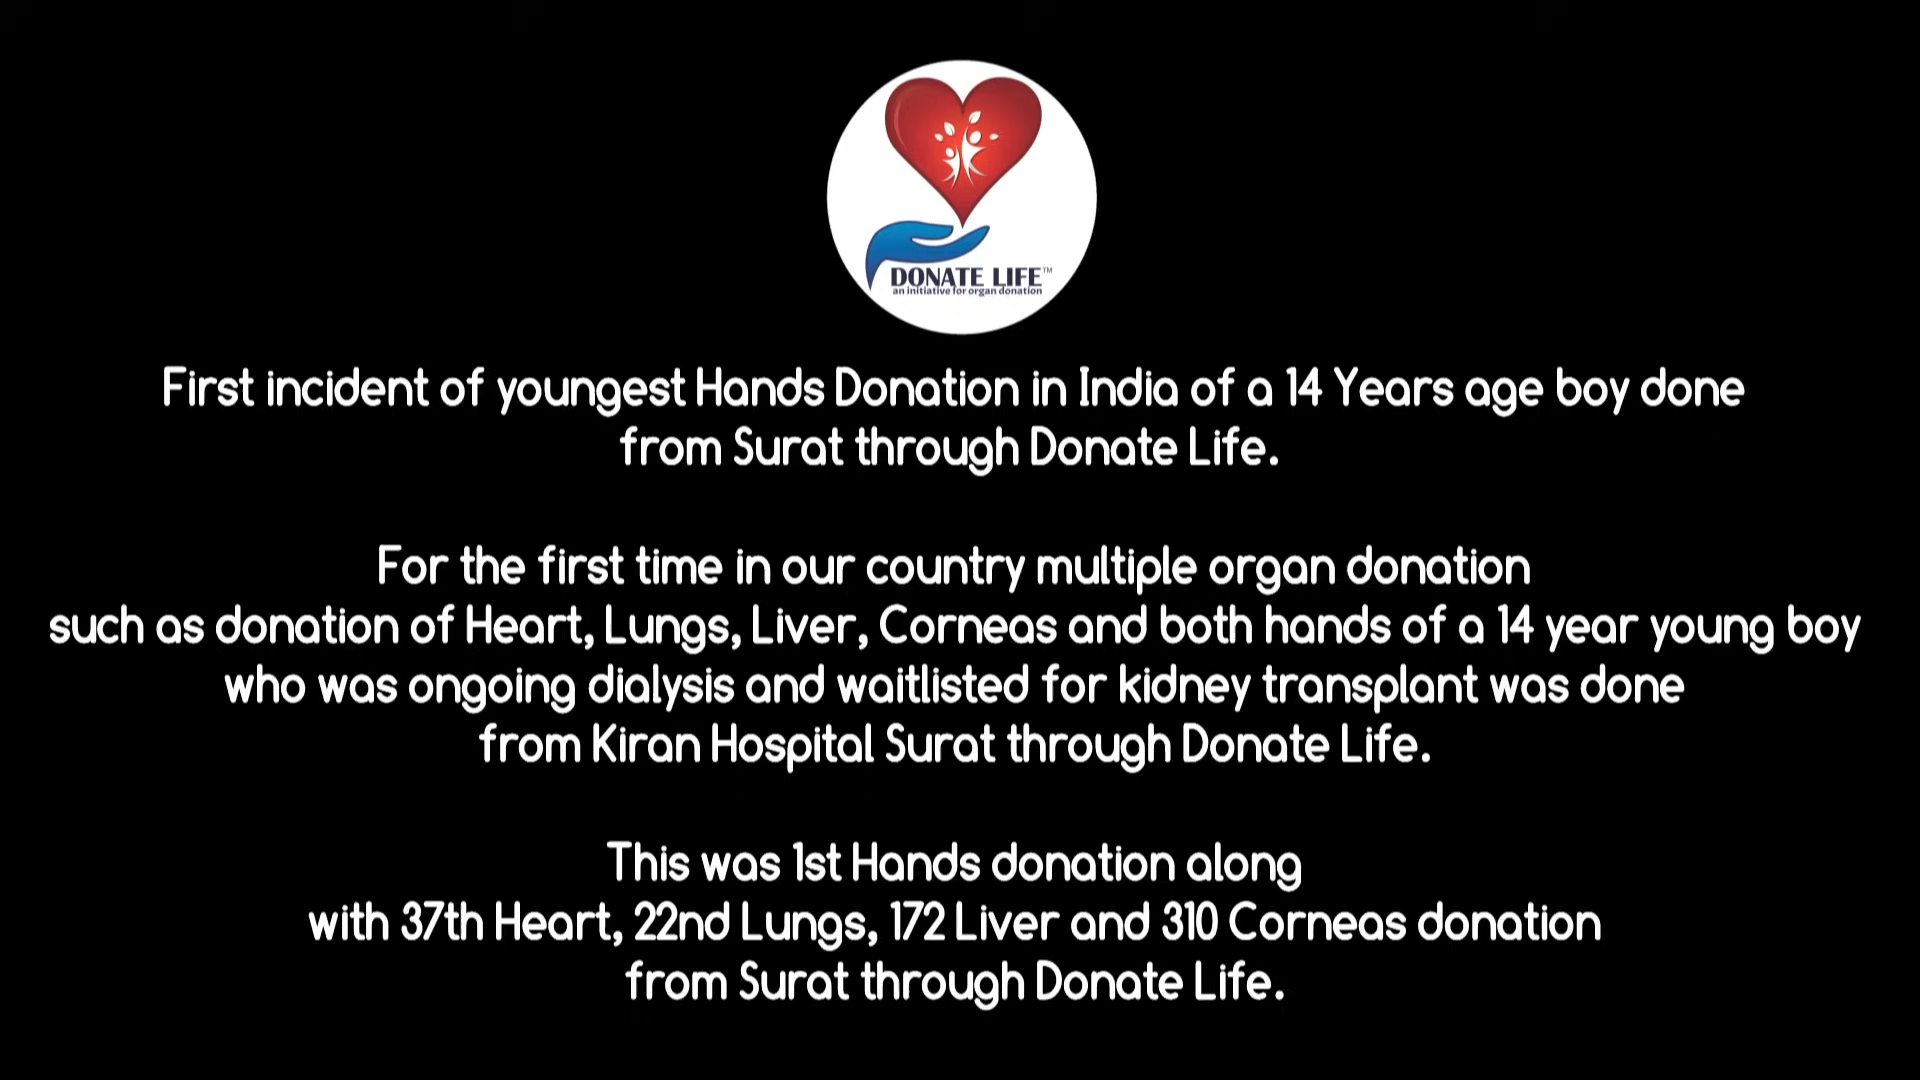 DONATE LIFE™
an initiative for organ donation
First incident of youngest Hands Donation in India of a 14 Years age boy done
from Surat through Donate Life.
For the first time in our country multiple organ donation
such as donation of Heart, Lungs, Liver, Corneas and both hands of a 14 year young boy
who was ongoing dialysis and waitlisted for kidney transplant was done
from Kiran Hospital Surat through Donate Life.
This was 1st Hands donation along
with 37th Heart, 22nd Lungs, 172 Liver and 310 Corneas donation
from Surat through Donate Life.